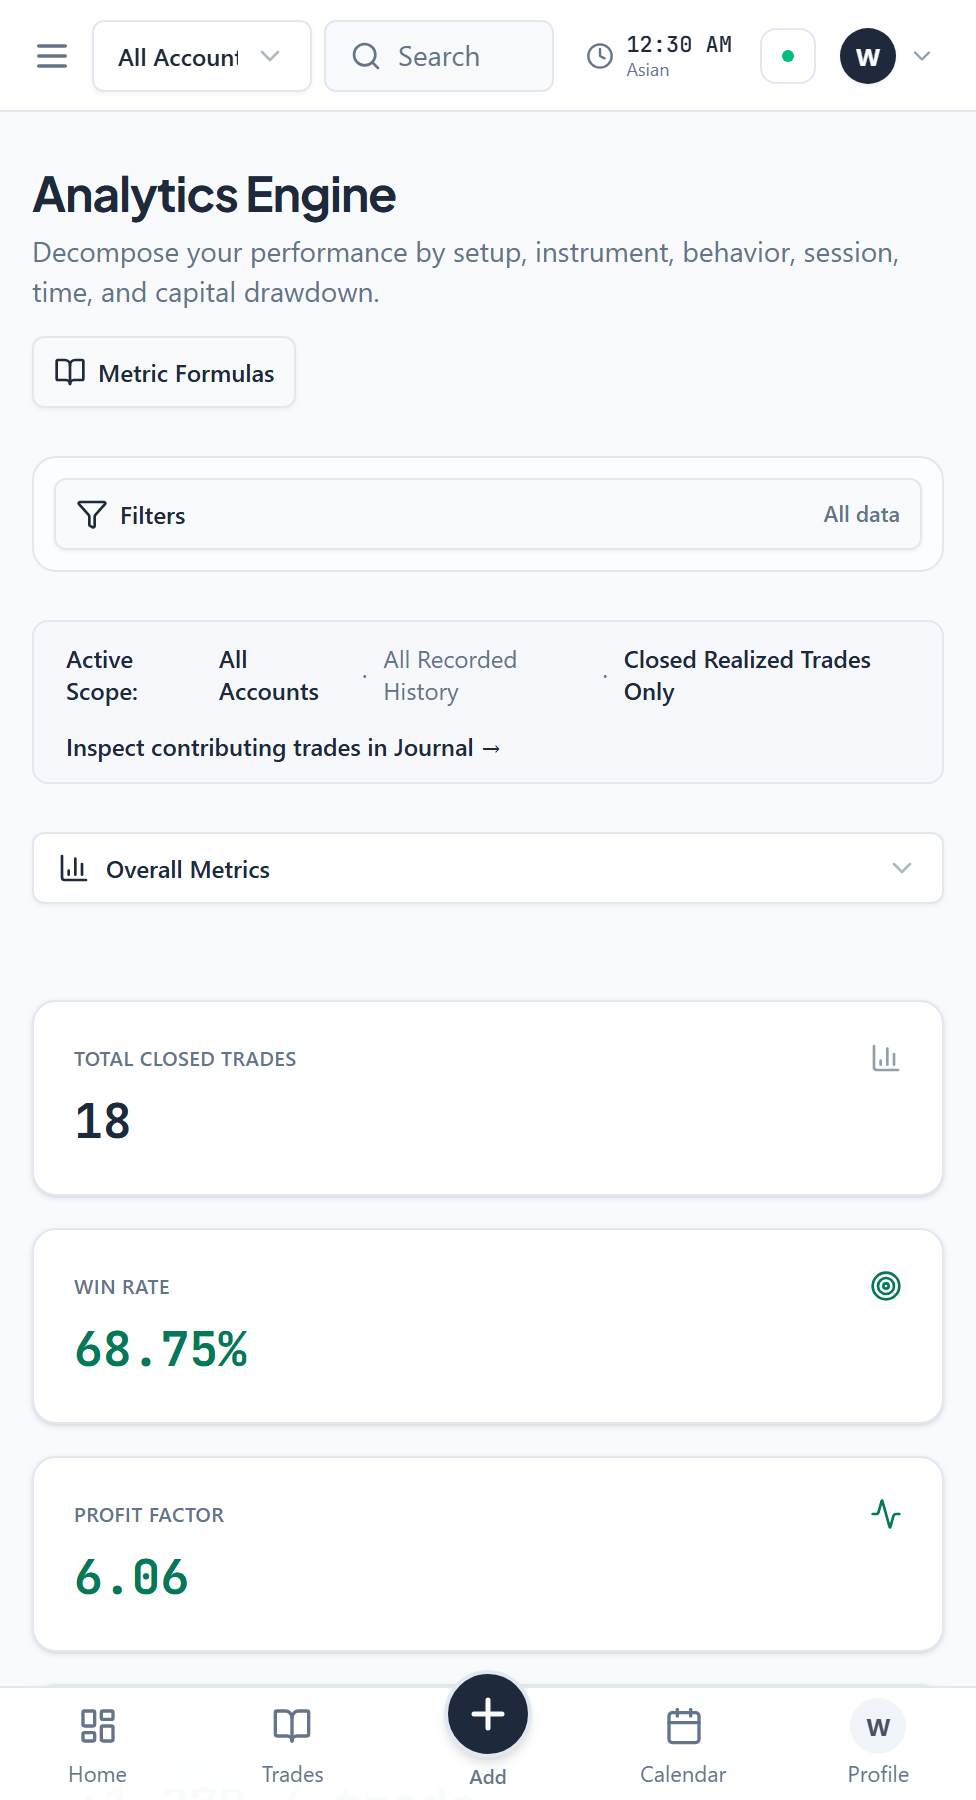 All Account
Search
12:30 AM
Asian
W
Analytics Engine
Decompose your performance by setup, instrument, behavior, session,
time, and capital drawdown.
Metric Formulas
Filters
All data
Active Scope:
All Accounts
·
All Recorded History
·
Closed Realized Trades Only
Inspect contributing trades in Journal →
Overall Metrics
TOTAL CLOSED TRADES
18
WIN RATE
68.75%
PROFIT FACTOR
6.06
Home
Trades
Add
Calendar
W
Profile